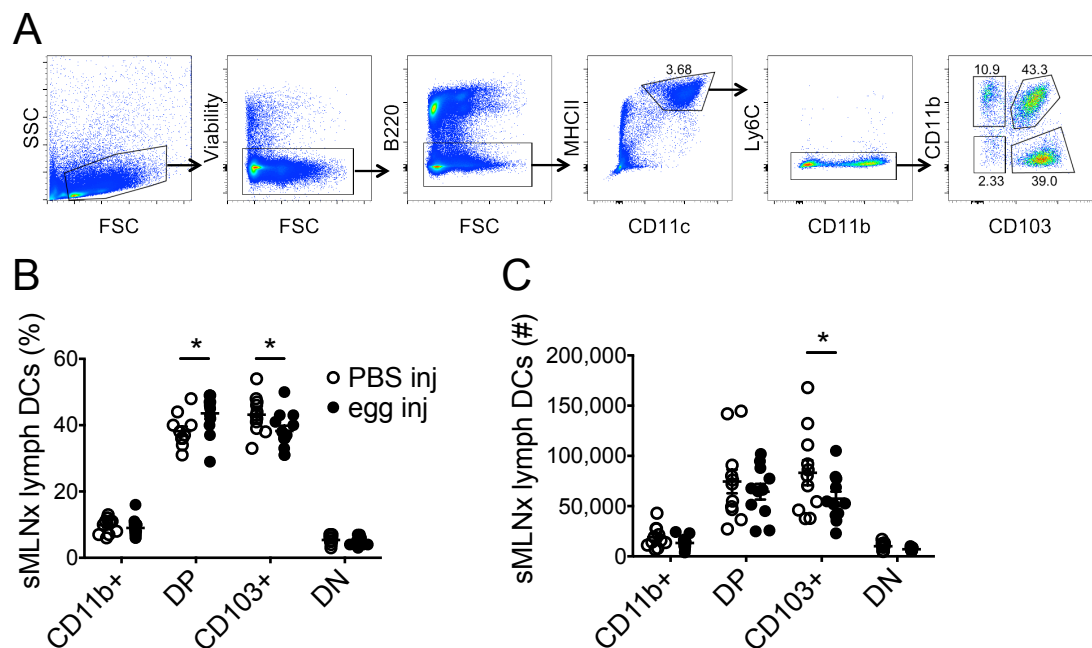 A
SSC
FSC
Viability
FSC
B220
FSC
3.68
MHCII
CD11c
Ly6C
CD11b
10.9 43.3
CD11b
2.33 39.0
CD103
B
sMLNx lymph DCs (%)
60
40
20
0
* *
PBS inj
egg inj
CD11b+ DP CD103+ DN
C
sMLNx lymph DCs (#)
200,000
150,000
100,000
50,000
0
*
CD11b+ DP CD103+ DN